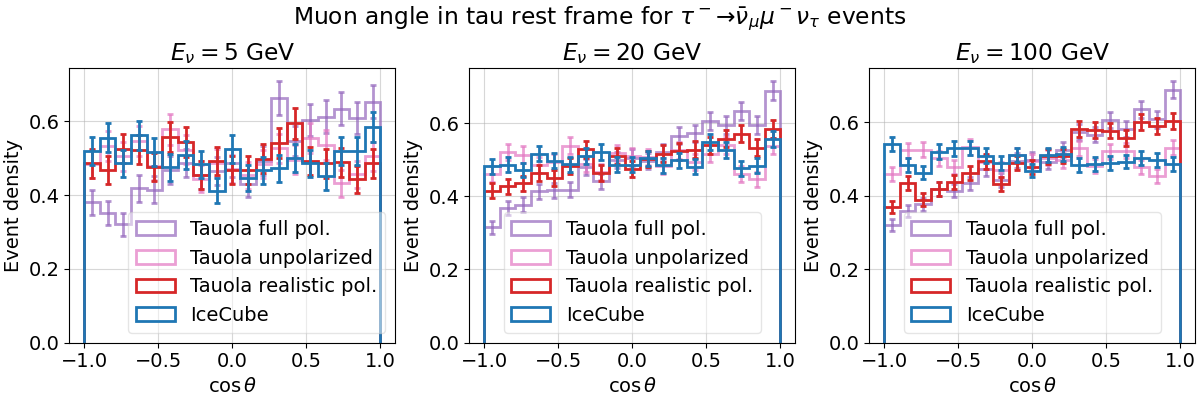 Muon angle in tau rest frame for τ⁻→ν̄_μμ⁻ν_τ events
E_ν = 5 GeV
Event density
0.6
0.4
0.2
0.0
Tauola full pol.
Tauola unpolarized
Tauola realistic pol.
IceCube
−1.0 −0.5 0.0 0.5 1.0
cos θ
E_ν = 20 GeV
Event density
0.6
0.4
0.2
0.0
Tauola full pol.
Tauola unpolarized
Tauola realistic pol.
IceCube
−1.0 −0.5 0.0 0.5 1.0
cos θ
E_ν = 100 GeV
Event density
0.6
0.4
0.2
0.0
Tauola full pol.
Tauola unpolarized
Tauola realistic pol.
IceCube
−1.0 −0.5 0.0 0.5 1.0
cos θ